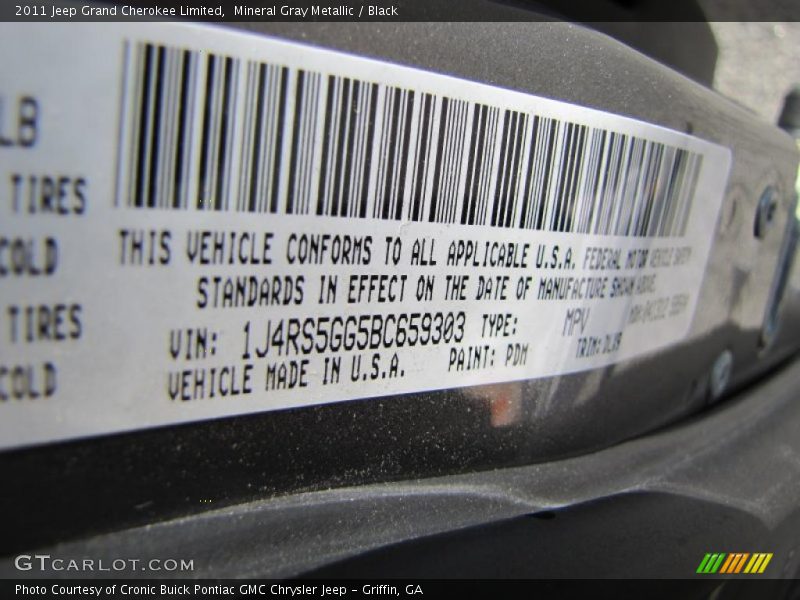 2011 Jeep Grand Cherokee Limited, Mineral Gray Metallic / Black
LB
TIRES
COLD
TIRES
COLD
THIS VEHICLE CONFORMS TO ALL APPLICABLE U.S.A. FEDERAL MOTOR VEHICLE SAFETY
STANDARDS IN EFFECT ON THE DATE OF MANUFACTURE SHOWN ABOVE.
VIN: 1J4RS5GG5BC659303 TYPE: MPV
VEHICLE MADE IN U.S.A. PAINT: PDM TRIM: DLX9
GTCARLOT.COM
Photo Courtesy of Cronic Buick Pontiac GMC Chrysler Jeep - Griffin, GA